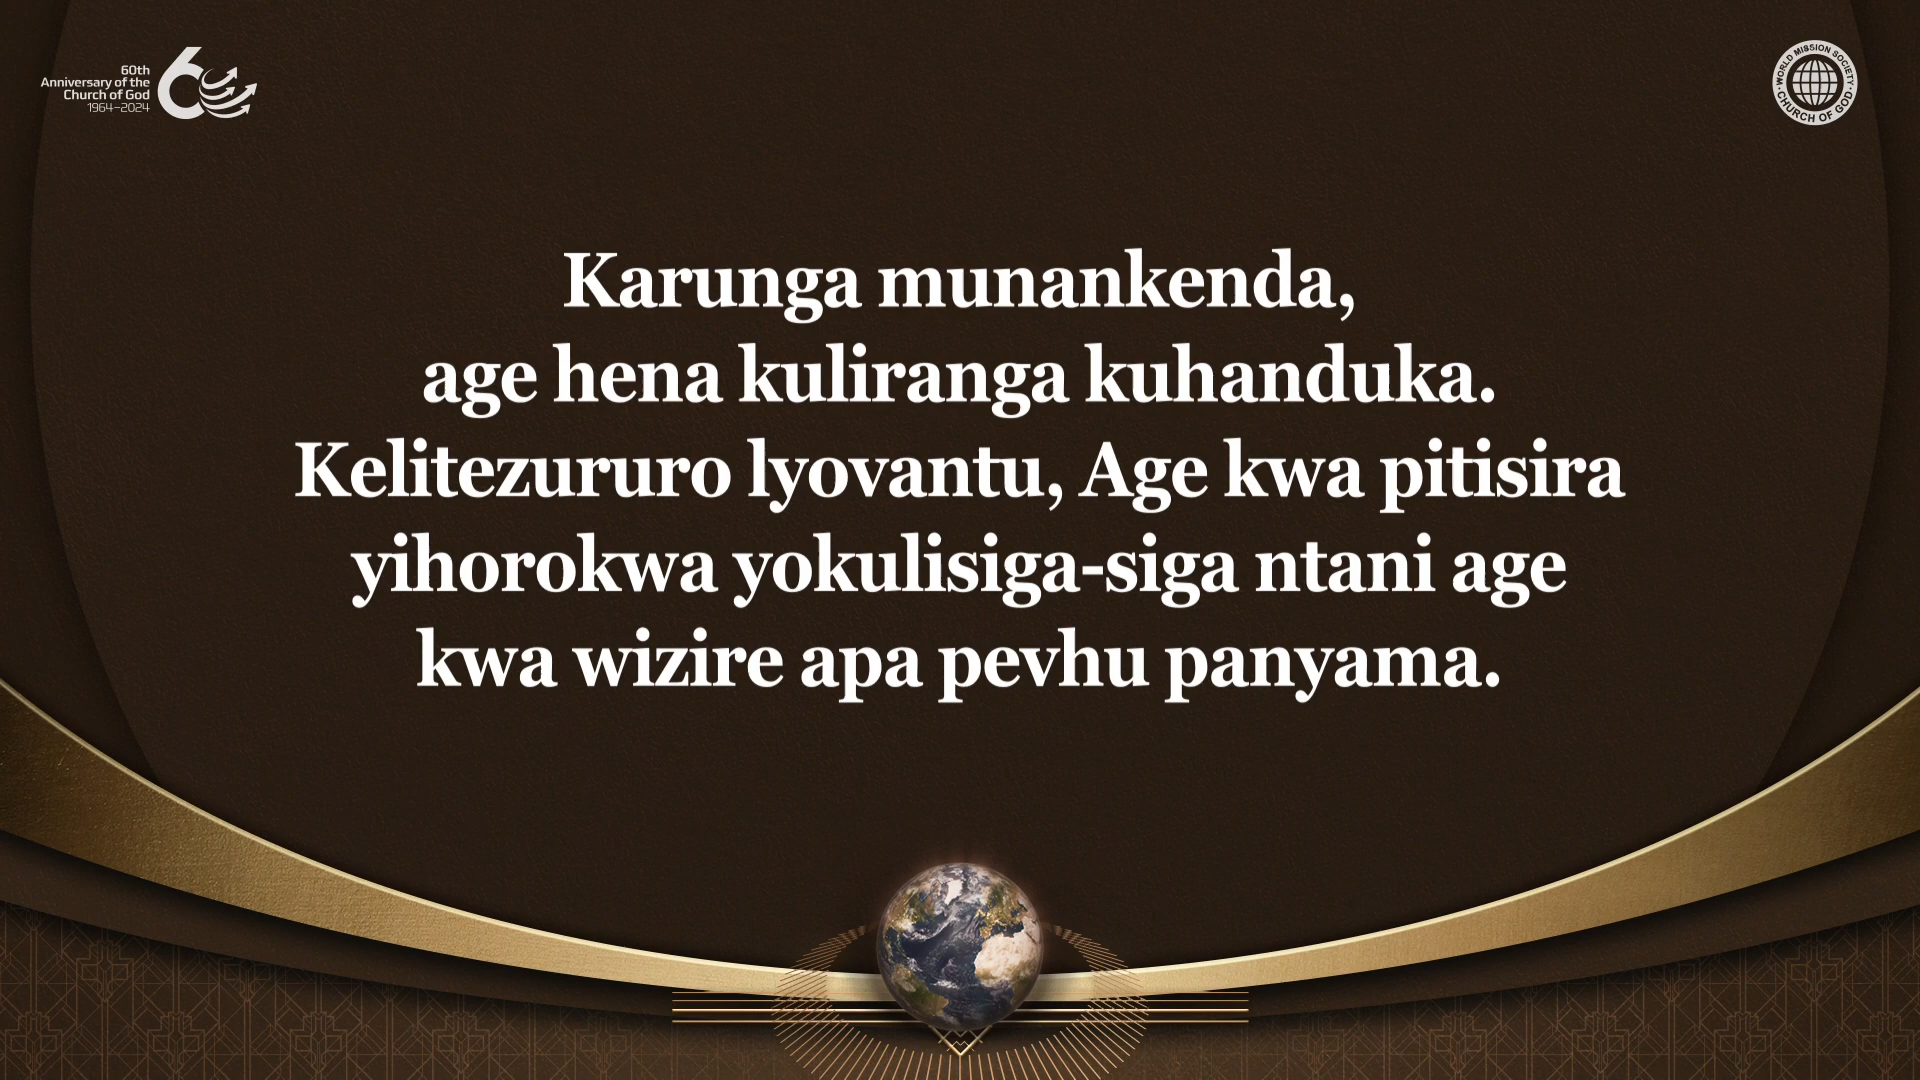 60th
Anniversary of the
Church of God
1964–2024
60
WORLD MISSION SOCIETY
CHURCH OF GOD
Karunga munankenda,
age hena kuliranga kuhanduka.
Kelitezururo lyovantu, Age kwa pitisira
yihorokwa yokulisiga-siga ntani age
kwa wizire apa pevhu panyama.